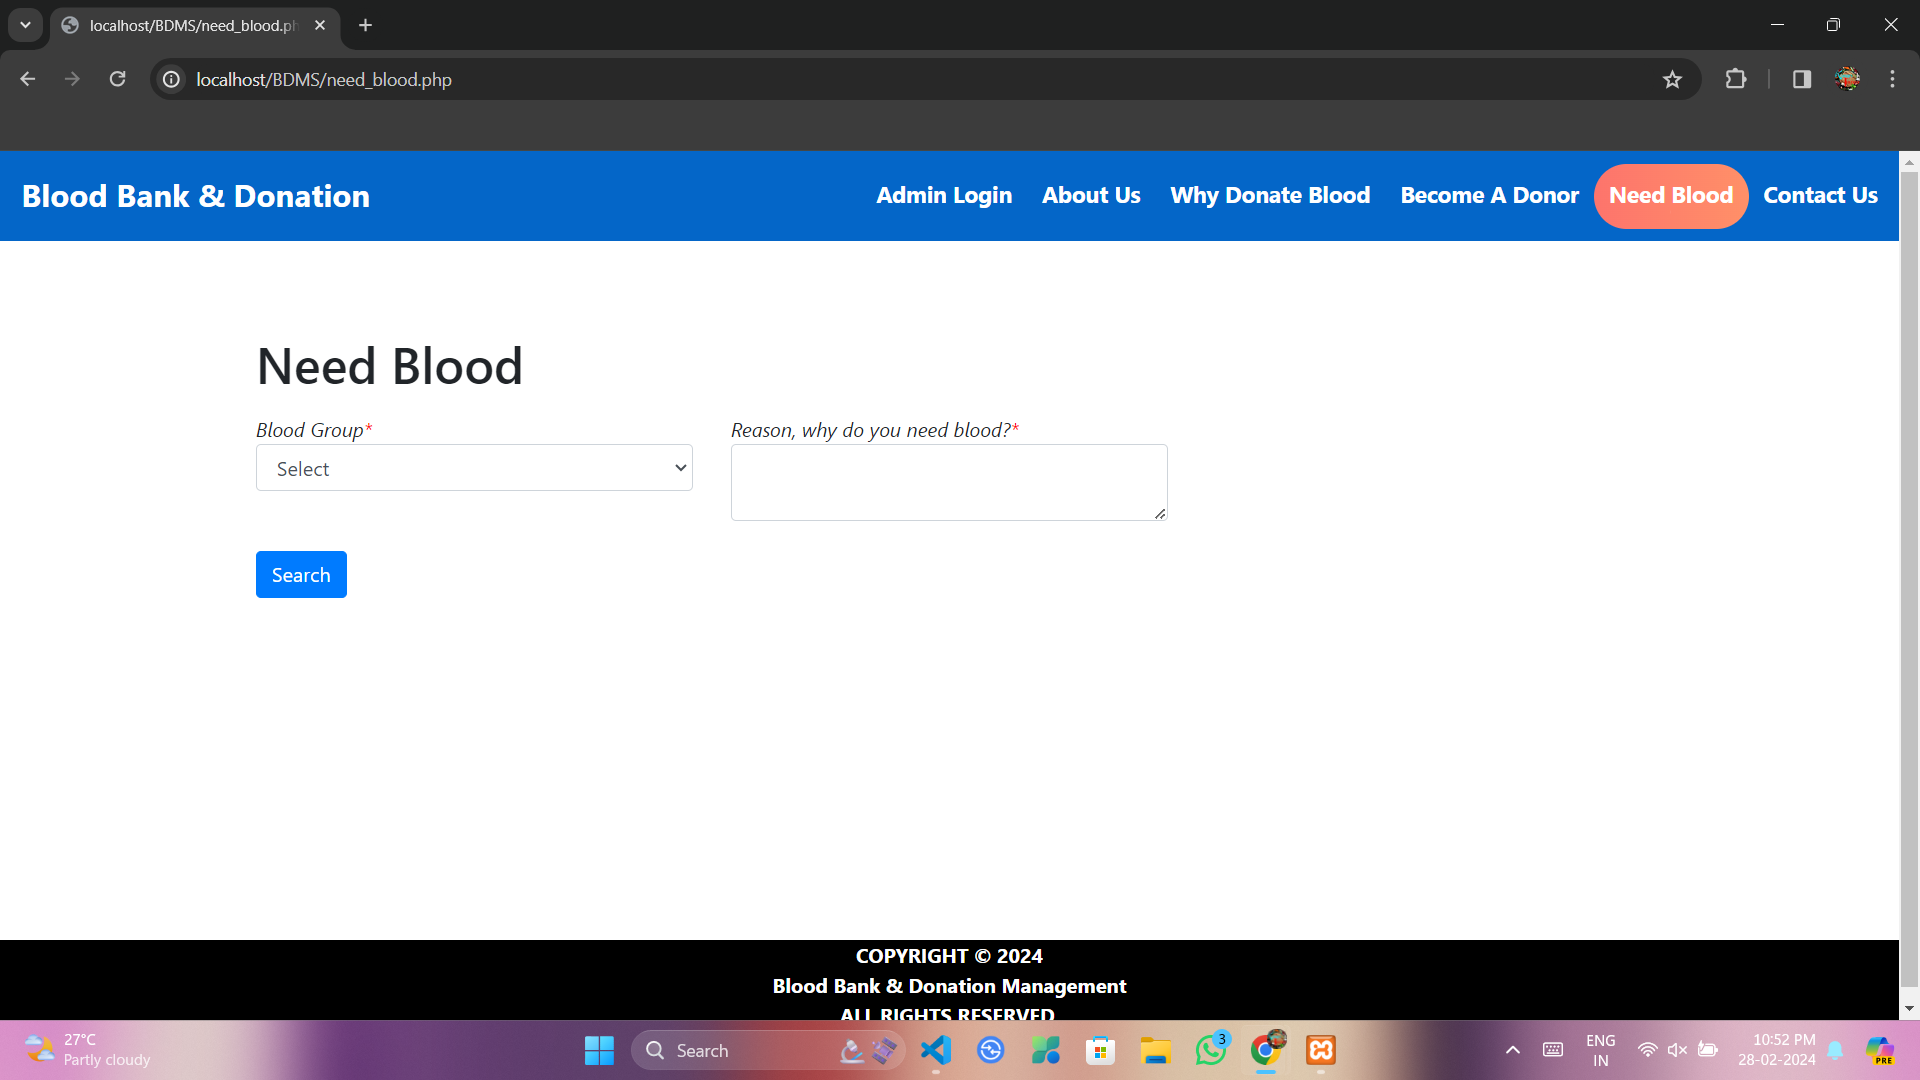 localhost/BDMS/need_blood.ph
localhost/BDMS/need_blood.php
Blood Bank & Donation
Admin Login
About Us
Why Donate Blood
Become A Donor
Need Blood
Contact Us
Need Blood
Blood Group*
Reason, why do you need blood?*
Select
Search
COPYRIGHT © 2024
Blood Bank & Donation Management
ALL RIGHTS RESERVED
27°C
Partly cloudy
Search
3
ENG
IN
10:52 PM
28-02-2024
PRE